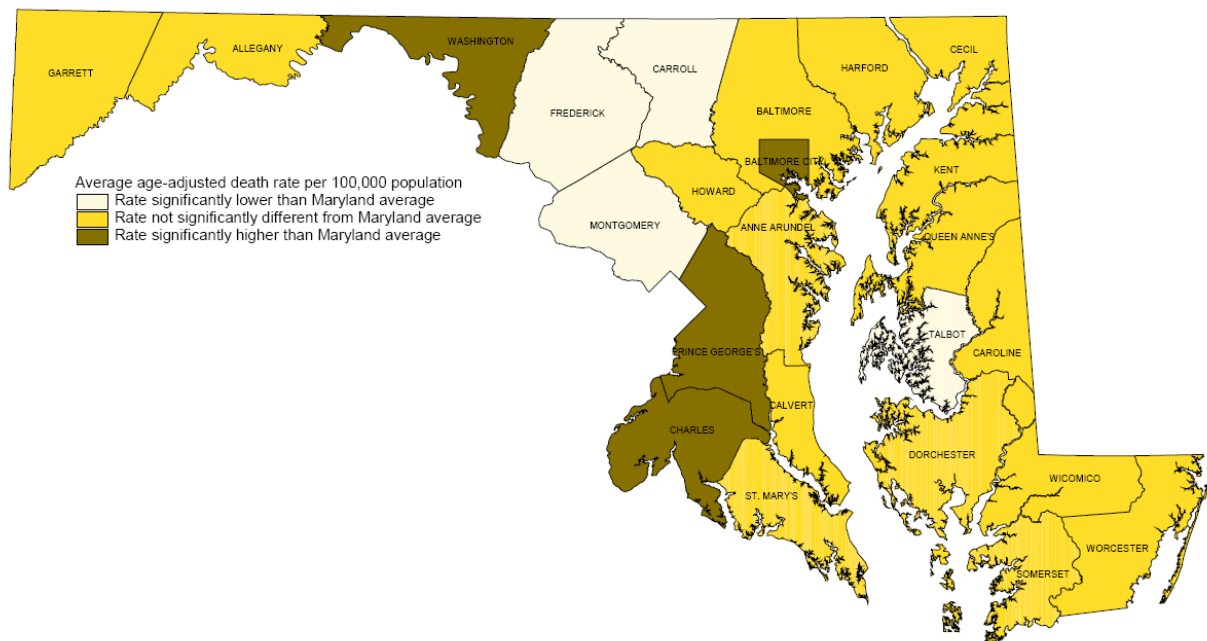 CECIL
WASHINGTON
ALLEGANY
HARFORD
CARROLL
GARRETT
BALTIMORE
FREDERICK
BALTIMORE CITY
KENT
Average age-adjusted death rate per 100,000 population
Rate significantly lower than Maryland average
Rate not significantly different from Maryland average
Rate significantly higher than Maryland average
HOWARD
MONTGOMERY
ANNE ARUNDEL
QUEEN ANNE'S
TALBOT
PRINCE GEORGE'S
CAROLINE
CALVERT
CHARLES
DORCHESTER
WICOMICO
ST. MARY'S
WORCESTER
SOMERSET